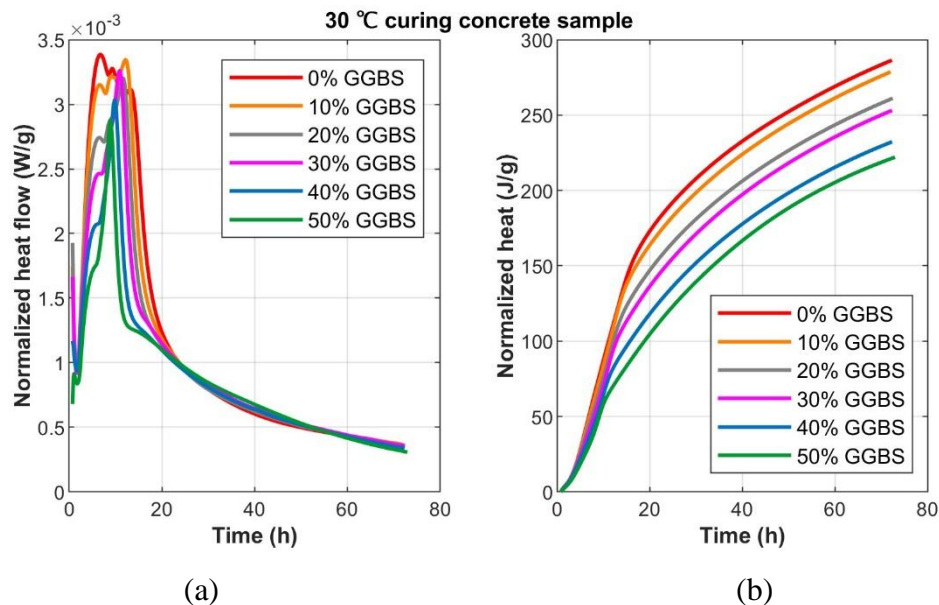 30 ℃ curing concrete sample
×10⁻³
3.5
3
2.5
2
1.5
1
0.5
0
Normalized heat flow (W/g)
0% GGBS
10% GGBS
20% GGBS
30% GGBS
40% GGBS
50% GGBS
0 20 40 60 80
Time (h)
(a)
300
250
200
150
100
50
0
Normalized heat (J/g)
0% GGBS
10% GGBS
20% GGBS
30% GGBS
40% GGBS
50% GGBS
0 20 40 60 80
Time (h)
(b)